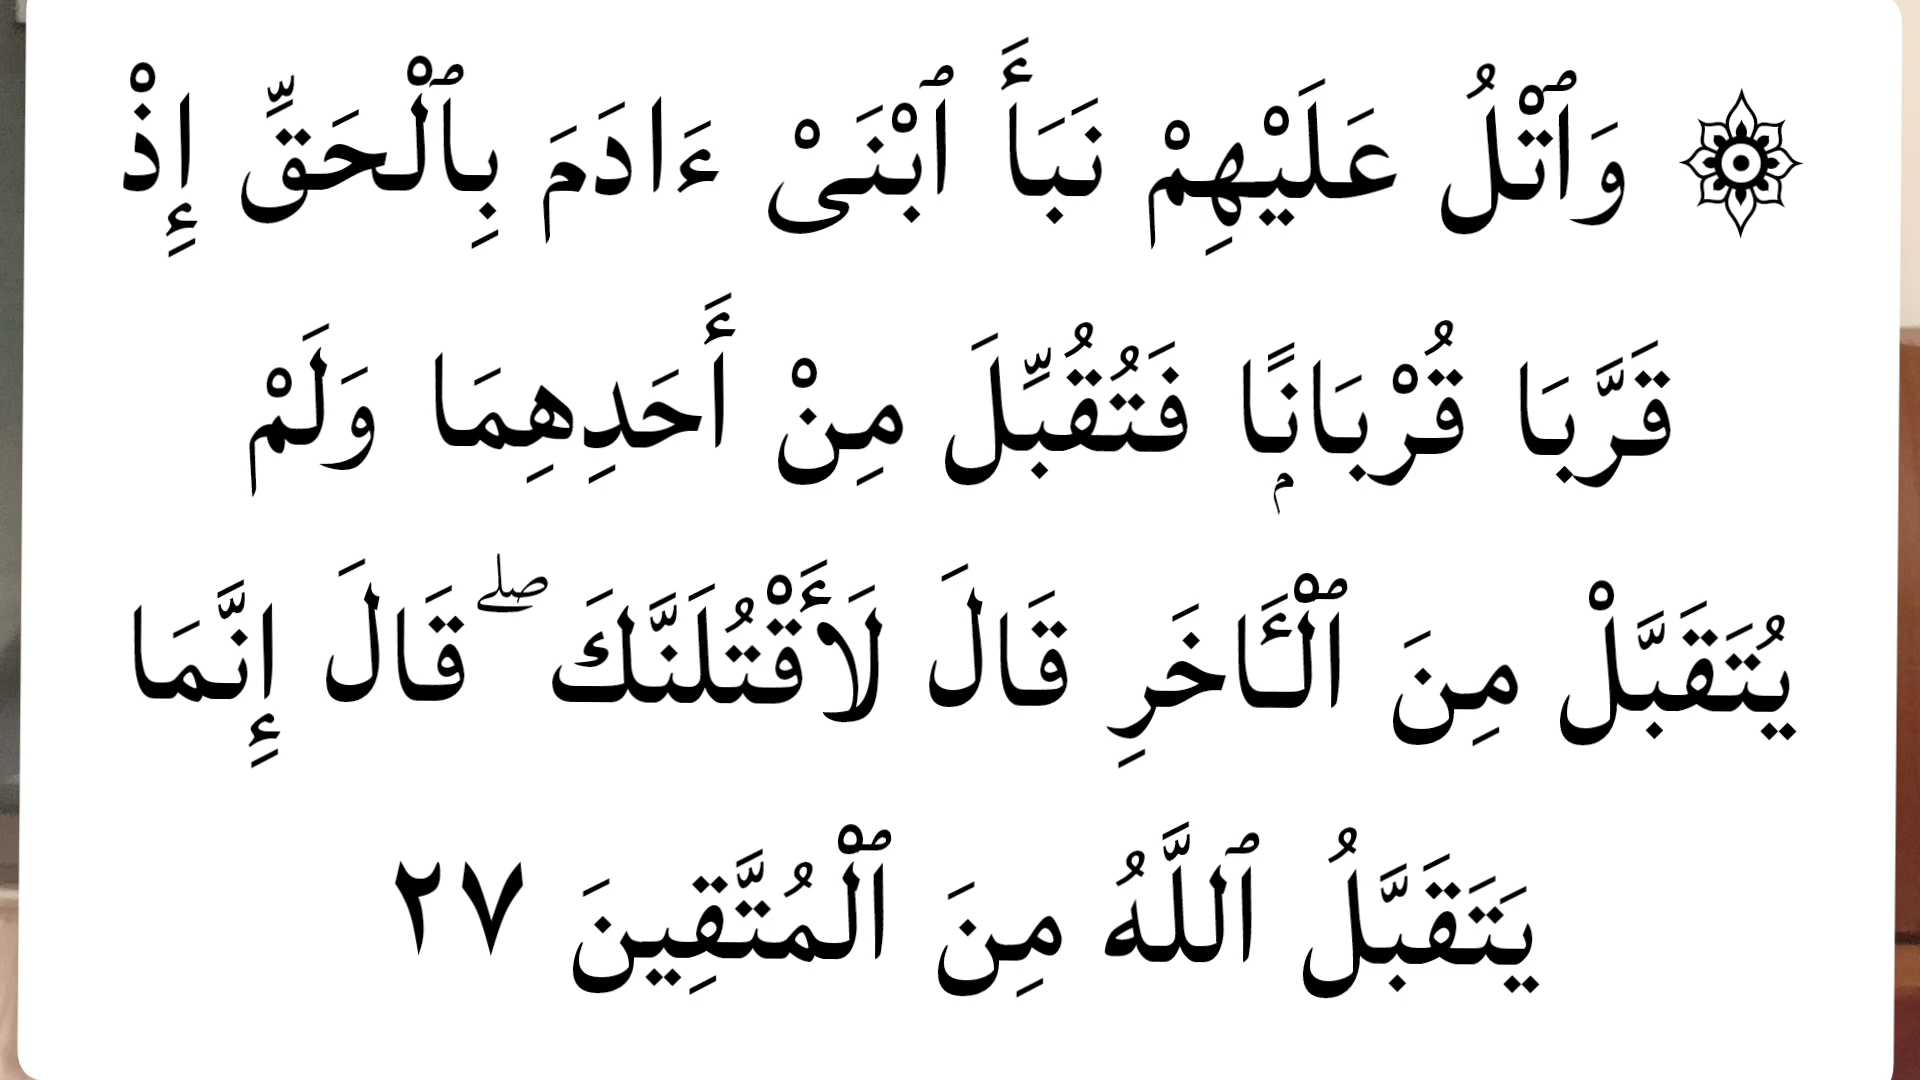 ۞ وَٱتْلُ عَلَيْهِمْ نَبَأَ ٱبْنَىْ ءَادَمَ بِٱلْحَقِّ إِذْ
قَرَّبَا قُرْبَانًۭا فَتُقُبِّلَ مِنْ أَحَدِهِمَا وَلَمْ
يُتَقَبَّلْ مِنَ ٱلْـَٔاخَرِ قَالَ لَأَقْتُلَنَّكَ ۖ قَالَ إِنَّمَا
يَتَقَبَّلُ ٱللَّهُ مِنَ ٱلْمُتَّقِينَ ٢٧